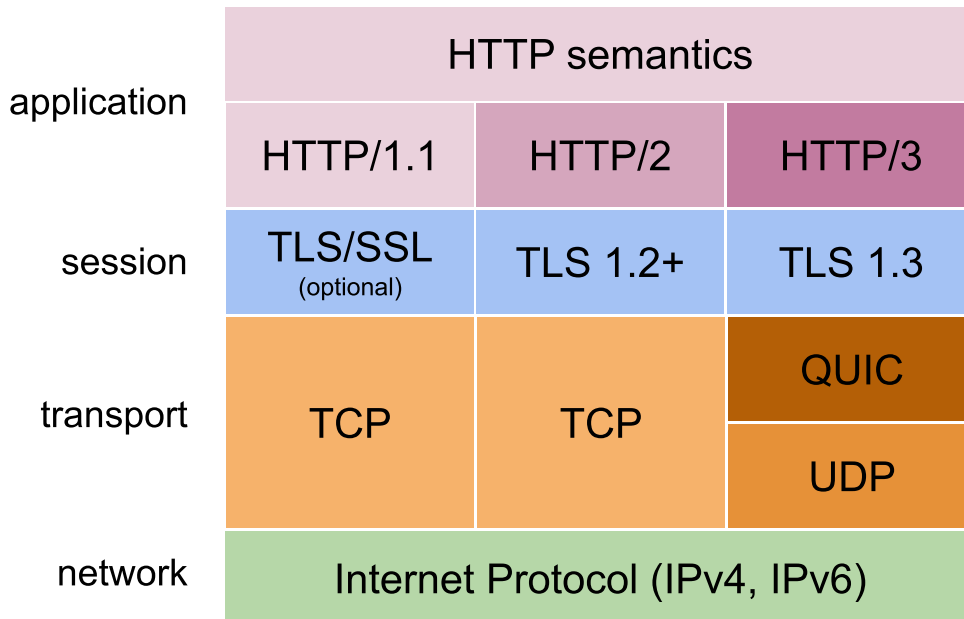 application
HTTP semantics
HTTP/1.1
HTTP/2
HTTP/3
session
TLS/SSL
(optional)
TLS 1.2+
TLS 1.3
transport
TCP
TCP
QUIC
UDP
network
Internet Protocol (IPv4, IPv6)